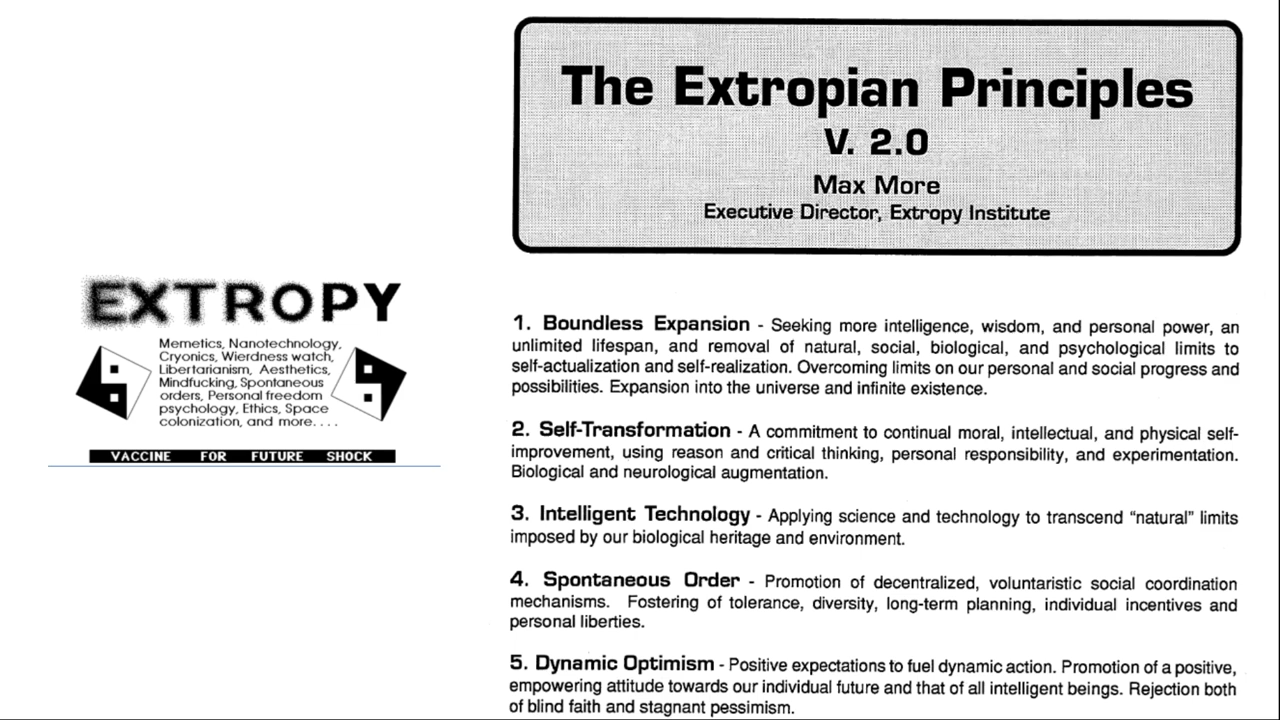 EXTROPY
Memetics, Nanotechnology,
Cryonics, Wierdness watch,
Libertarianism, Aesthetics,
Mindfucking, Spontaneous
orders, Personal freedom
psychology, Ethics, Space
colonization, and more. . . .
VACCINE FOR FUTURE SHOCK
The Extropian Principles
V. 2.0
Max More
Executive Director, Extropy Institute
1. Boundless Expansion - Seeking more intelligence, wisdom, and personal power, an
unlimited lifespan, and removal of natural, social, biological, and psychological limits to
self-actualization and self-realization. Overcoming limits on our personal and social progress and
possibilities. Expansion into the universe and infinite existence.
2. Self-Transformation - A commitment to continual moral, intellectual, and physical self-
improvement, using reason and critical thinking, personal responsibility, and experimentation.
Biological and neurological augmentation.
3. Intelligent Technology - Applying science and technology to transcend “natural” limits
imposed by our biological heritage and environment.
4. Spontaneous Order - Promotion of decentralized, voluntaristic social coordination
mechanisms. Fostering of tolerance, diversity, long-term planning, individual incentives and
personal liberties.
5. Dynamic Optimism - Positive expectations to fuel dynamic action. Promotion of a positive,
empowering attitude towards our individual future and that of all intelligent beings. Rejection both
of blind faith and stagnant pessimism.